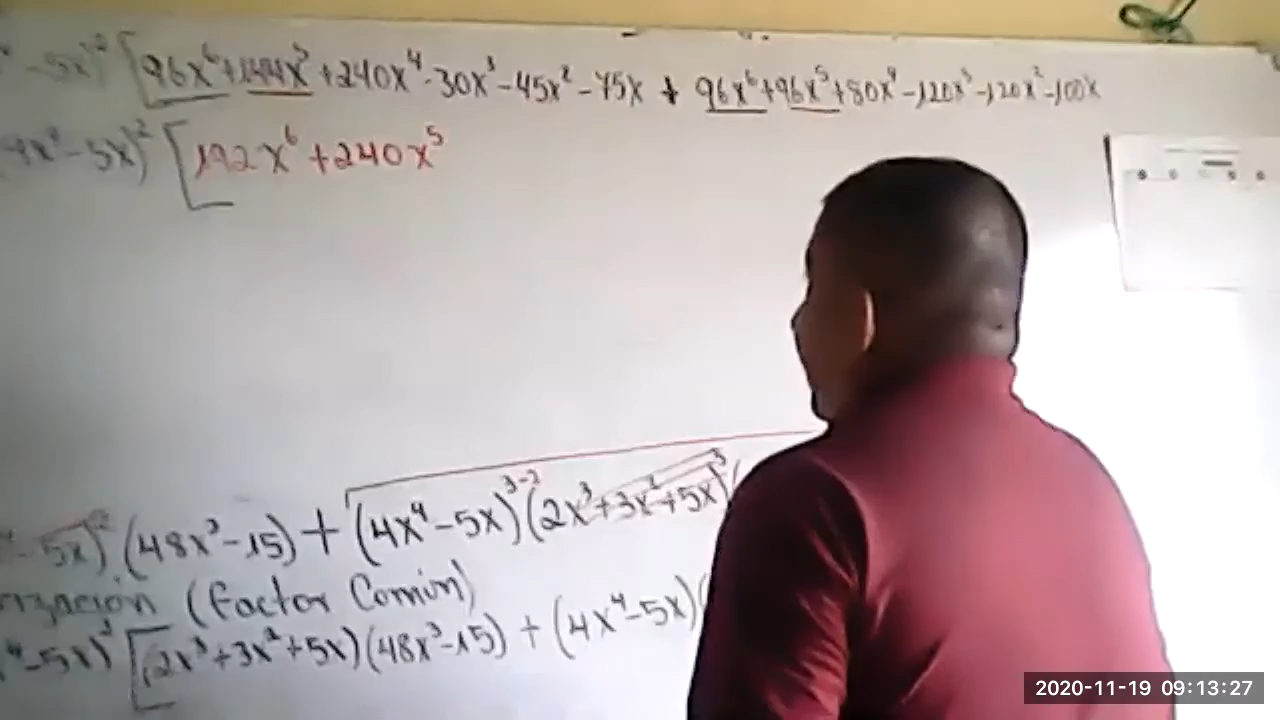 -5x)² [96x⁶+144x⁵+240x⁴-30x³-45x²-75x + 96x⁶+96x⁵+80x⁴-120x³-120x²-100x
4x⁴-5x)² [192x⁶+240x⁵
5x)² (48x³-15) + (4x⁴-5x)³⁻² (2x³+3x²+5x)³
(Factor Común)
⁴-5x)² [(2x³+3x²+5x)(48x³-15) + (4x⁴-5x)(
2020-11-19 09:13:27